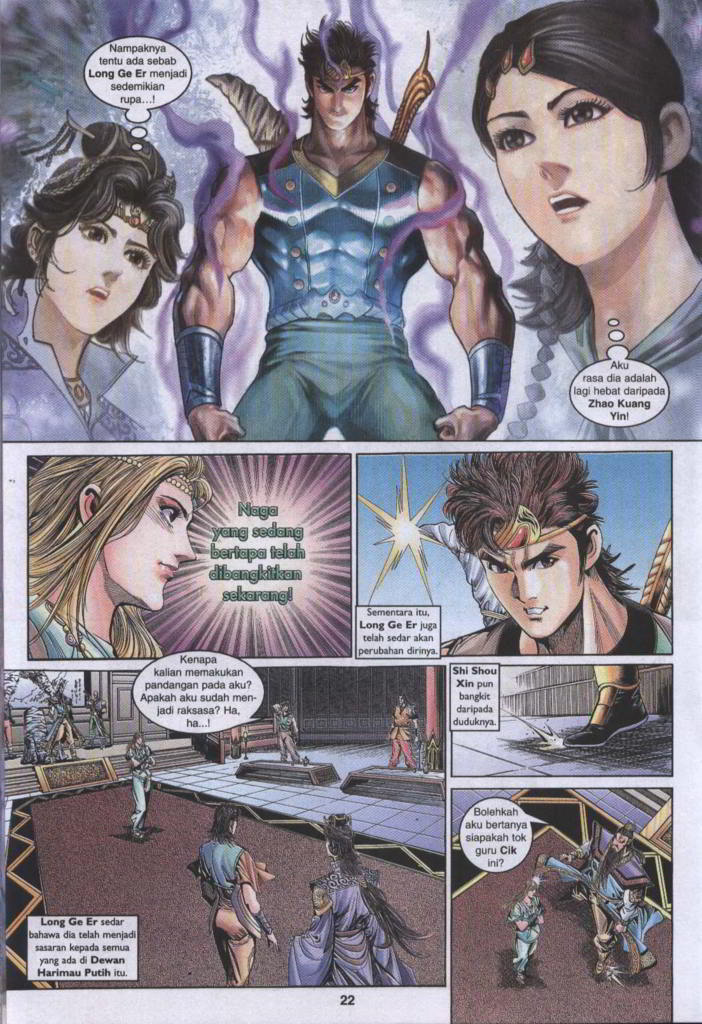 Nampaknya
tentu ada sebab
Long Ge Er menjadi
sedemikian
rupa...!
Aku
rasa dia adalah
lagi hebat daripada
Zhao Kuang
Yin!
Naga
yang sedang
bertapa telah
dibangkitkan
sekarang!
Sementara itu,
Long Ge Er juga
telah sedar akan
perubahan dirinya.
Kenapa
kalian memakukan
pandangan pada aku?
Apakah aku sudah men-
jadi raksasa? Ha,
ha...!
Long Ge Er sedar
bahawa dia telah menjadi
sasaran kepada semua
yang ada di Dewan
Harimau Putih itu.
Shi Shou
Xin pun
bangkit
daripada
duduknya.
Bolehkah
aku bertanya
siapakah tok
guru Cik
ini?
22